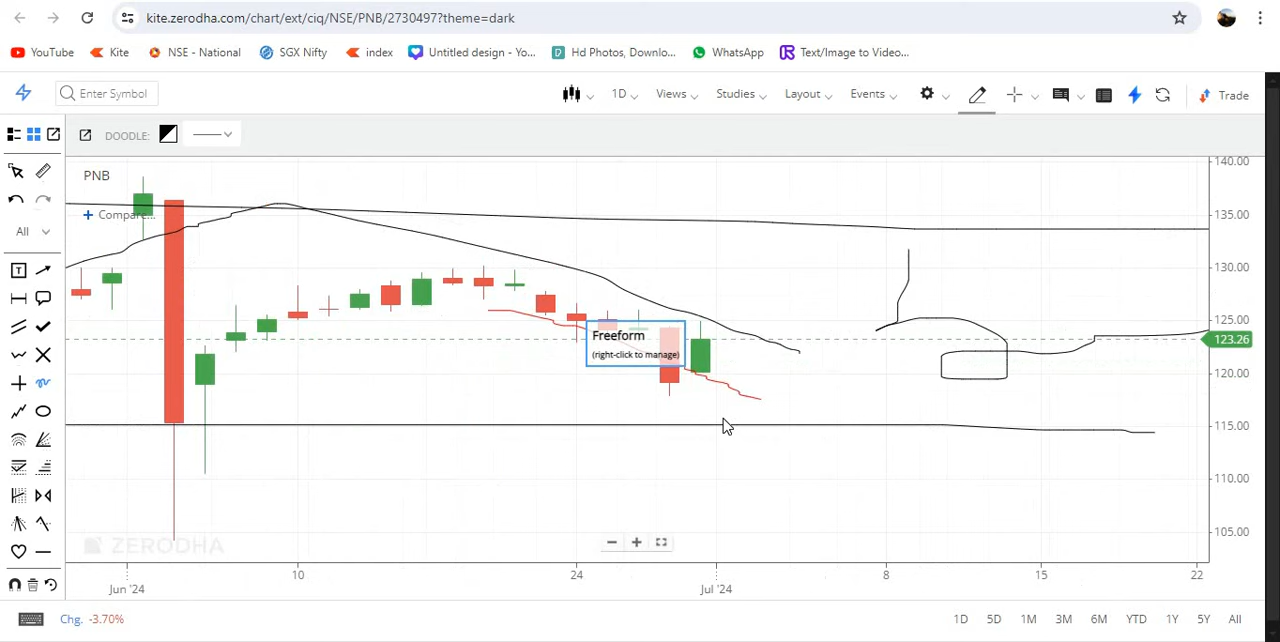 kite.zerodha.com/chart/ext/ciq/NSE/PNB/2730497?theme=dark
YouTube Kite NSE - National SGX Nifty index Untitled design - Yo... Hd Photos, Downlo... WhatsApp Text/Image to Video...
Enter Symbol 1D Views Studies Layout Events Trade
DOODLE:
PNB
140.00
Compare...
135.00
All
130.00
125.00
Freeform
123.26
(right-click to manage)
120.00
115.00
110.00
ZERODHA
105.00
10 24 8 15 22
Jun '24 Jul '24
Chg. -3.70% 1D 5D 1M 3M 6M YTD 1Y 5Y All